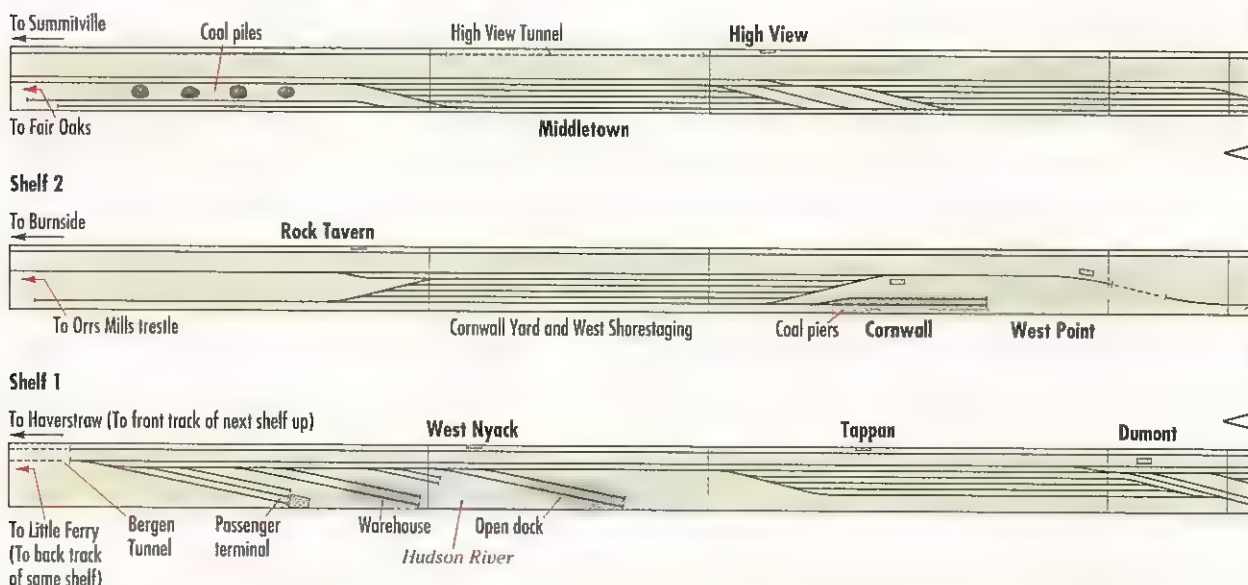 To Summitville
Coal piles
High View Tunnel
High View
To Fair Oaks
Middletown
Shelf 2
To Burnside
Rock Tavern
To Orrs Mills trestle
Cornwall Yard and West Shorestaging
Coal piers
Cornwall
West Point
Shelf 1
To Haverstraw (To front track of next shelf up)
West Nyack
Tappan
Dumont
To Little Ferry
(To back track
of same shelf)
Bergen
Tunnel
Passenger
terminal
Warehouse
Open dock
Hudson River